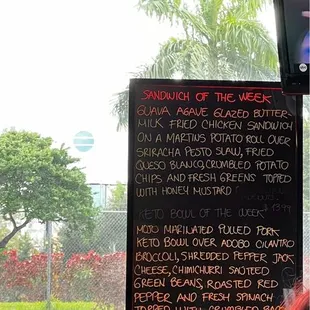 SANDWICH OF THE WEEK
GUAVA AGAVE GLAZED BUTTER-
MILK FRIED CHICKEN SANDWICH
ON A MARTINS POTATO ROLL OVER
SRIRACHA PESTO SLAW, FRIED
QUESO BLANCO, CRUMBLED POTATO
CHIPS AND FRESH GREENS TOPPED
WITH HONEY MUSTARD
KETO BOWL OF THE WEEK
MOJO MARINATED PULLED PORK
KETO BOWL OVER ADOBO CILANTRO
BROCCOLI, SHREDDED PEPPER JACK
CHEESE, CHIMICHURRI SAUTEED
GREEN BEANS, ROASTED RED
PEPPER AND FRESH SPINACH
TOPPED WITH CRUMBLED